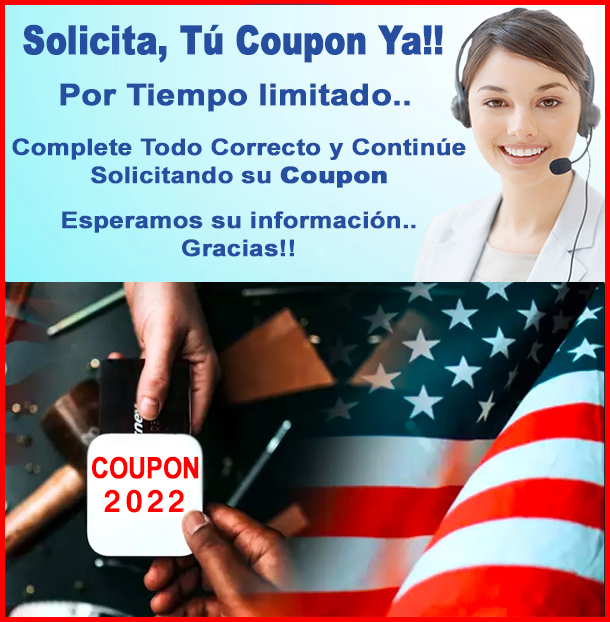 Solicita, Tú Coupon Ya!!
Por Tiempo limitado..
Complete Todo Correcto y Continúe
Solicitando su Coupon
Esperamos su información..
Gracias!!
COUPON
2022